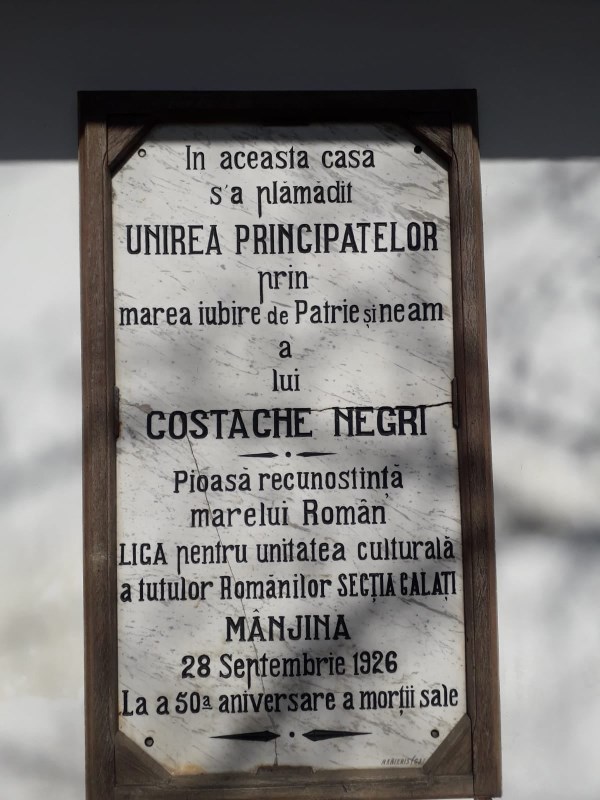 In aceasta casă
s'a plămădit
UNIREA PRINCIPATELOR
prin
marea iubire de Patrie și neam
a
lui
COSTACHE NEGRI
Pioasă recunostință
marelui Român
LIGA pentru unitatea culturală
a tutulor Românilor SECȚIA GALAȚI
MÂNJINA
28 Septembrie 1926
La a 50ª aniversare a morții sale